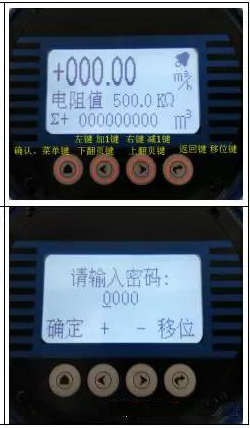 +000.00 m³/h
电阻值 500.0 KΩ
Σ+ 000000000 m³
左键 加1键 右键 减1键
确认、菜单键 下翻页键 上翻页键 返回键 移位键
请输入密码:
0000
确定 + - 移位